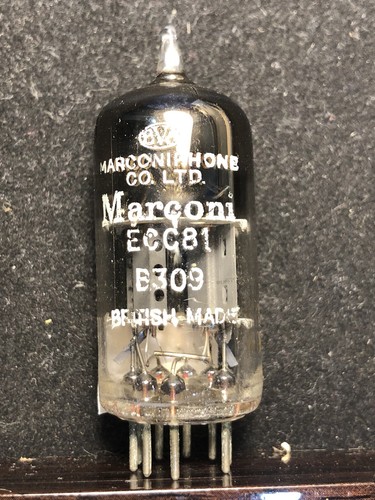 MARCONIPHONE
CO. LTD.
Marconi
ECC81
B309
BRITISH MADE